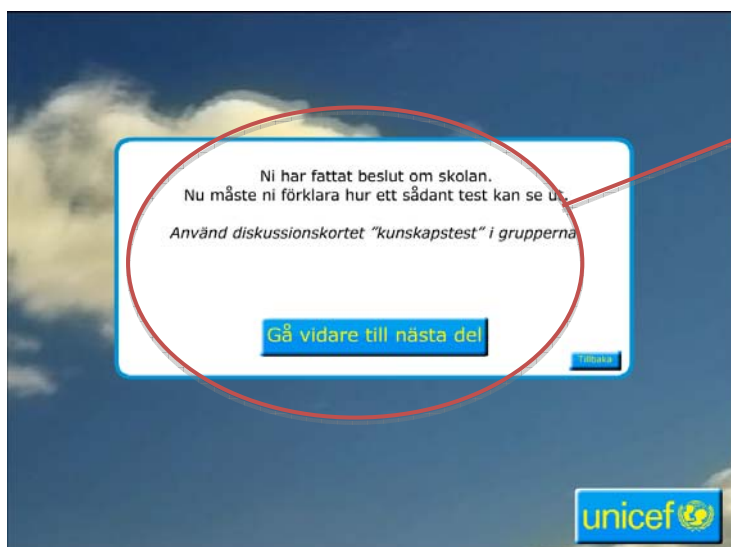 Ni har fattat beslut om skolan.
Nu måste ni förklara hur ett sådant test kan se ut.
Använd diskussionskortet ”kunskapstest” i grupperna
Gå vidare till nästa del
Tillbaka
unicef